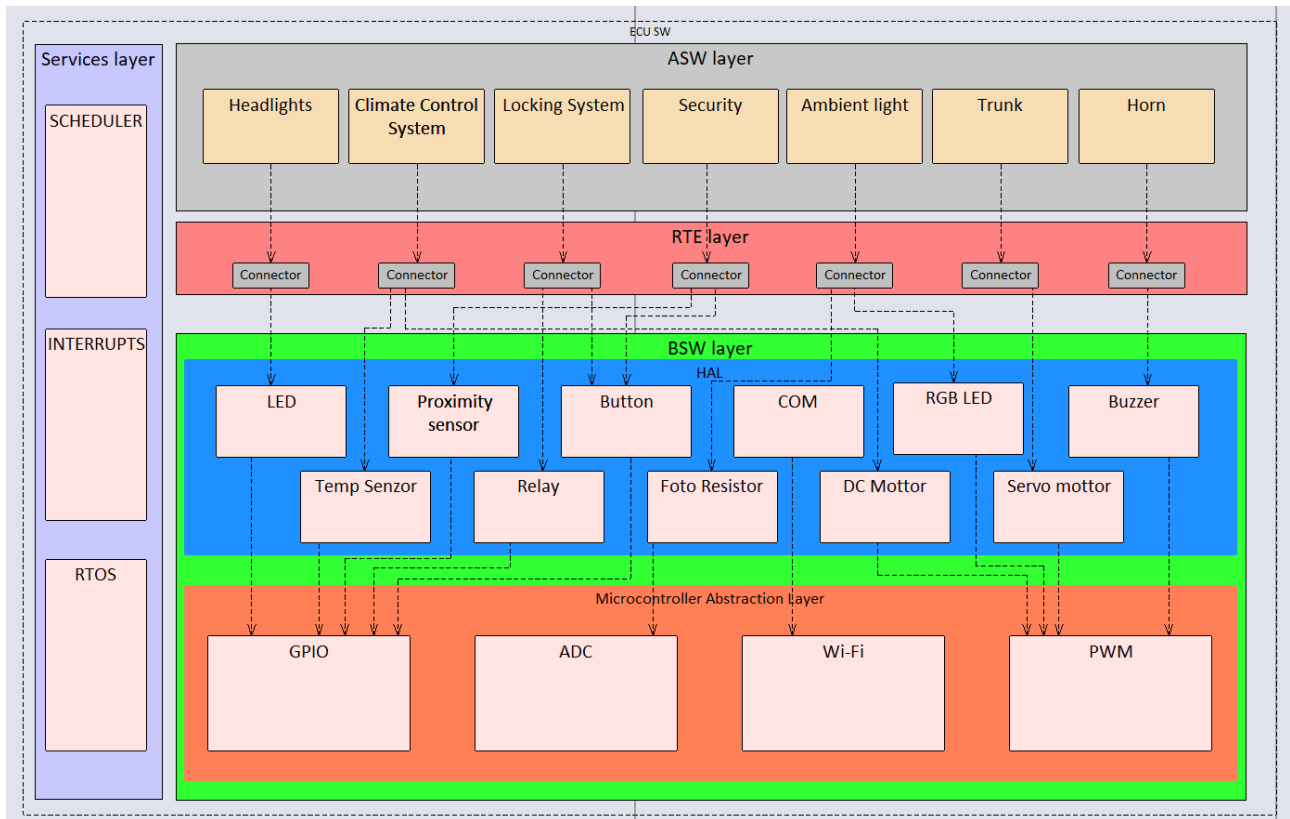 ECU SW
Services layer
ASW layer
Headlights
Climate Control
System
Locking System
Security
Ambient light
Trunk
Horn
SCHEDULER
RTE layer
Connector
Connector
Connector
Connector
Connector
Connector
Connector
INTERRUPTS
BSW layer
HAL
LED
Proximity
sensor
Button
COM
RGB LED
Buzzer
Temp Senzor
Relay
Foto Resistor
DC Mottor
Servo mottor
RTOS
Microcontroller Abstraction Layer
GPIO
ADC
Wi-Fi
PWM